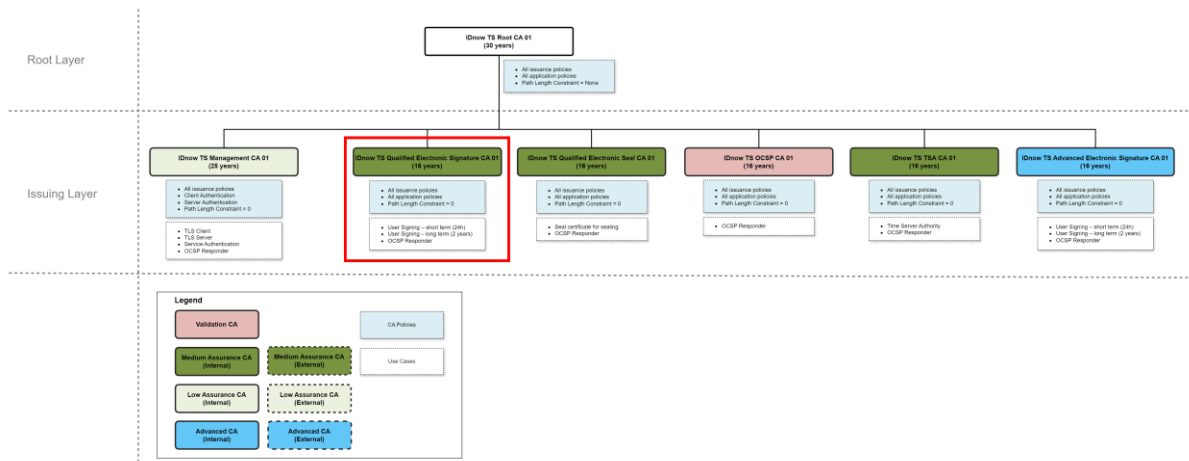 Root Layer
IDnow TS Root CA 01
(30 years)
All issuance policies
All application policies
Path Length Constraint = None
Issuing Layer
IDnow TS Management CA 01
(25 years)
All issuance policies
Client Authentication
Server Authentication
Path Length Constraint = 0
TLS Client
TLS Server
Service Authentication
OCSP Responder
IDnow TS Qualified Electronic Signature CA 01
(16 years)
All issuance policies
All application policies
Path Length Constraint = 0
User Signing – short term (24h)
User Signing – long term (2 years)
OCSP Responder
IDnow TS Qualified Electronic Seal CA 01
(16 years)
All issuance policies
All application policies
Path Length Constraint = 0
Seal certificate for sealing
OCSP Responder
IDnow TS OCSP CA 01
(16 years)
All issuance policies
All application policies
Path Length Constraint = 0
OCSP Responder
IDnow TS TSA CA 01
(16 years)
All issuance policies
All application policies
Path Length Constraint = 0
Time Server Authority
OCSP Responder
IDnow TS Advanced Electronic Signature CA 01
(16 years)
All issuance policies
All application policies
Path Length Constraint = 0
User Signing – short term (24h)
User Signing – long term (2 years)
OCSP Responder
Legend
Validation CA
CA Policies
Medium Assurance CA
(Internal)
Medium Assurance CA
(External)
Use Cases
Low Assurance CA
(Internal)
Low Assurance CA
(External)
Advanced CA
(Internal)
Advanced CA
(External)